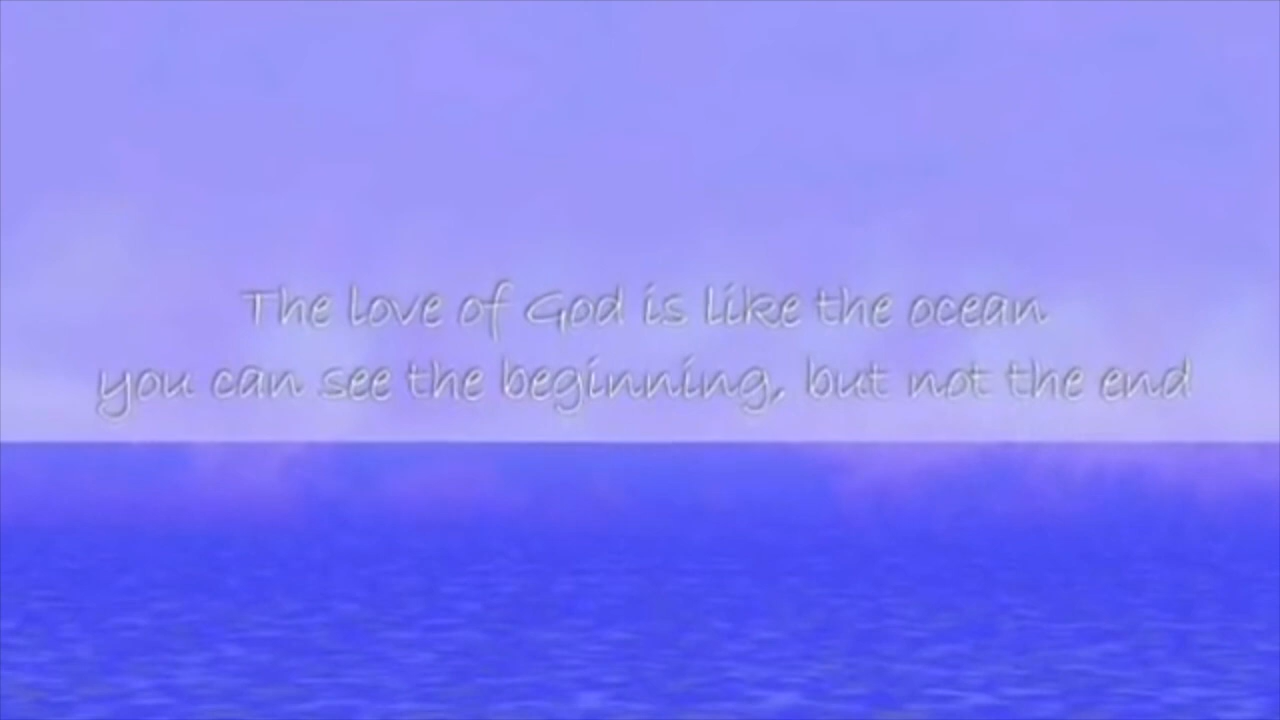 The love of God is like the ocean
you can see the beginning, but not the end